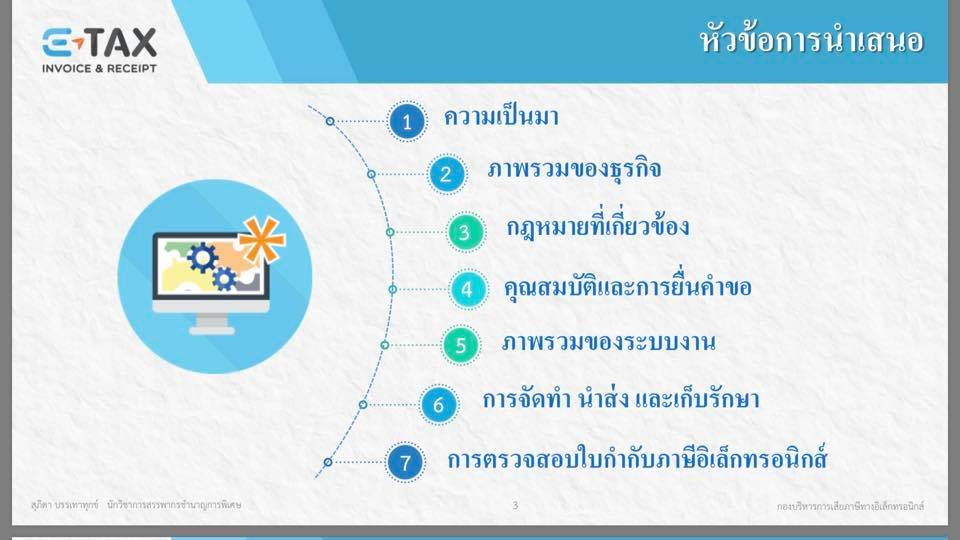 E-TAX
INVOICE & RECEIPT
หัวข้อการนำเสนอ
1 ความเป็นมา
2 ภาพรวมของธุรกิจ
3 กฎหมายที่เกี่ยวข้อง
4 คุณสมบัติและการยื่นคำขอ
5 ภาพรวมของระบบงาน
6 การจัดทำ นำส่ง และเก็บรักษา
7 การตรวจสอบใบกำกับภาษีอิเล็กทรอนิกส์
สุภิตา บรรเทาทุกข์ นักวิชาการสรรพากรชำนาญการพิเศษ
3
กองบริหารการเสียภาษีทางอิเล็กทรอนิกส์